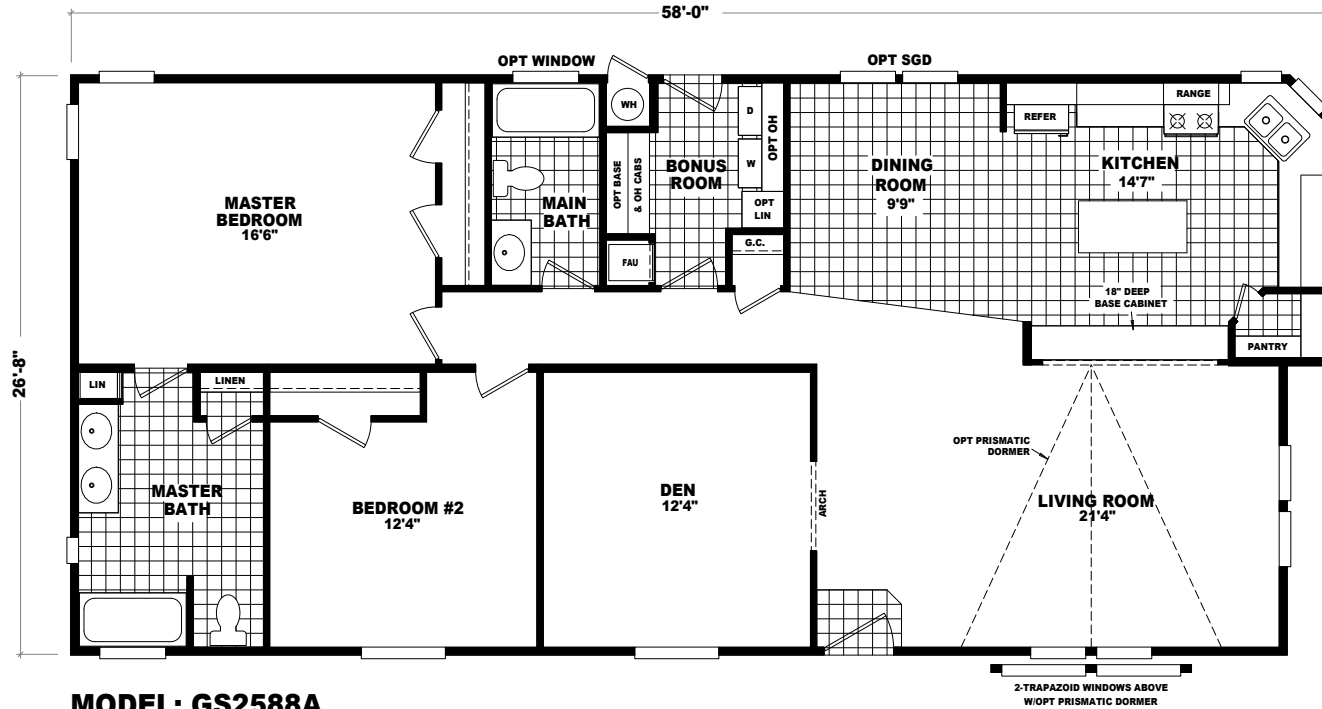 58'-0"
OPT WINDOW
OPT SGD
26'-8"
MASTER
BEDROOM
16'6"
MAIN
BATH
WH
OPT BASE
& OH CABS
FAU
BONUS
ROOM
D
W
OPT OH
OPT
LIN
G.C.
DINING
ROOM
9'9"
REFER
RANGE
KITCHEN
14'7"
18" DEEP
BASE CABINET
PANTRY
LIN
LINEN
MASTER
BATH
BEDROOM #2
12'4"
DEN
12'4"
ARCH
OPT PRISMATIC
DORMER
LIVING ROOM
21'4"
2-TRAPAZOID WINDOWS ABOVE
W/OPT PRISMATIC DORMER
MODEL: GS2588A